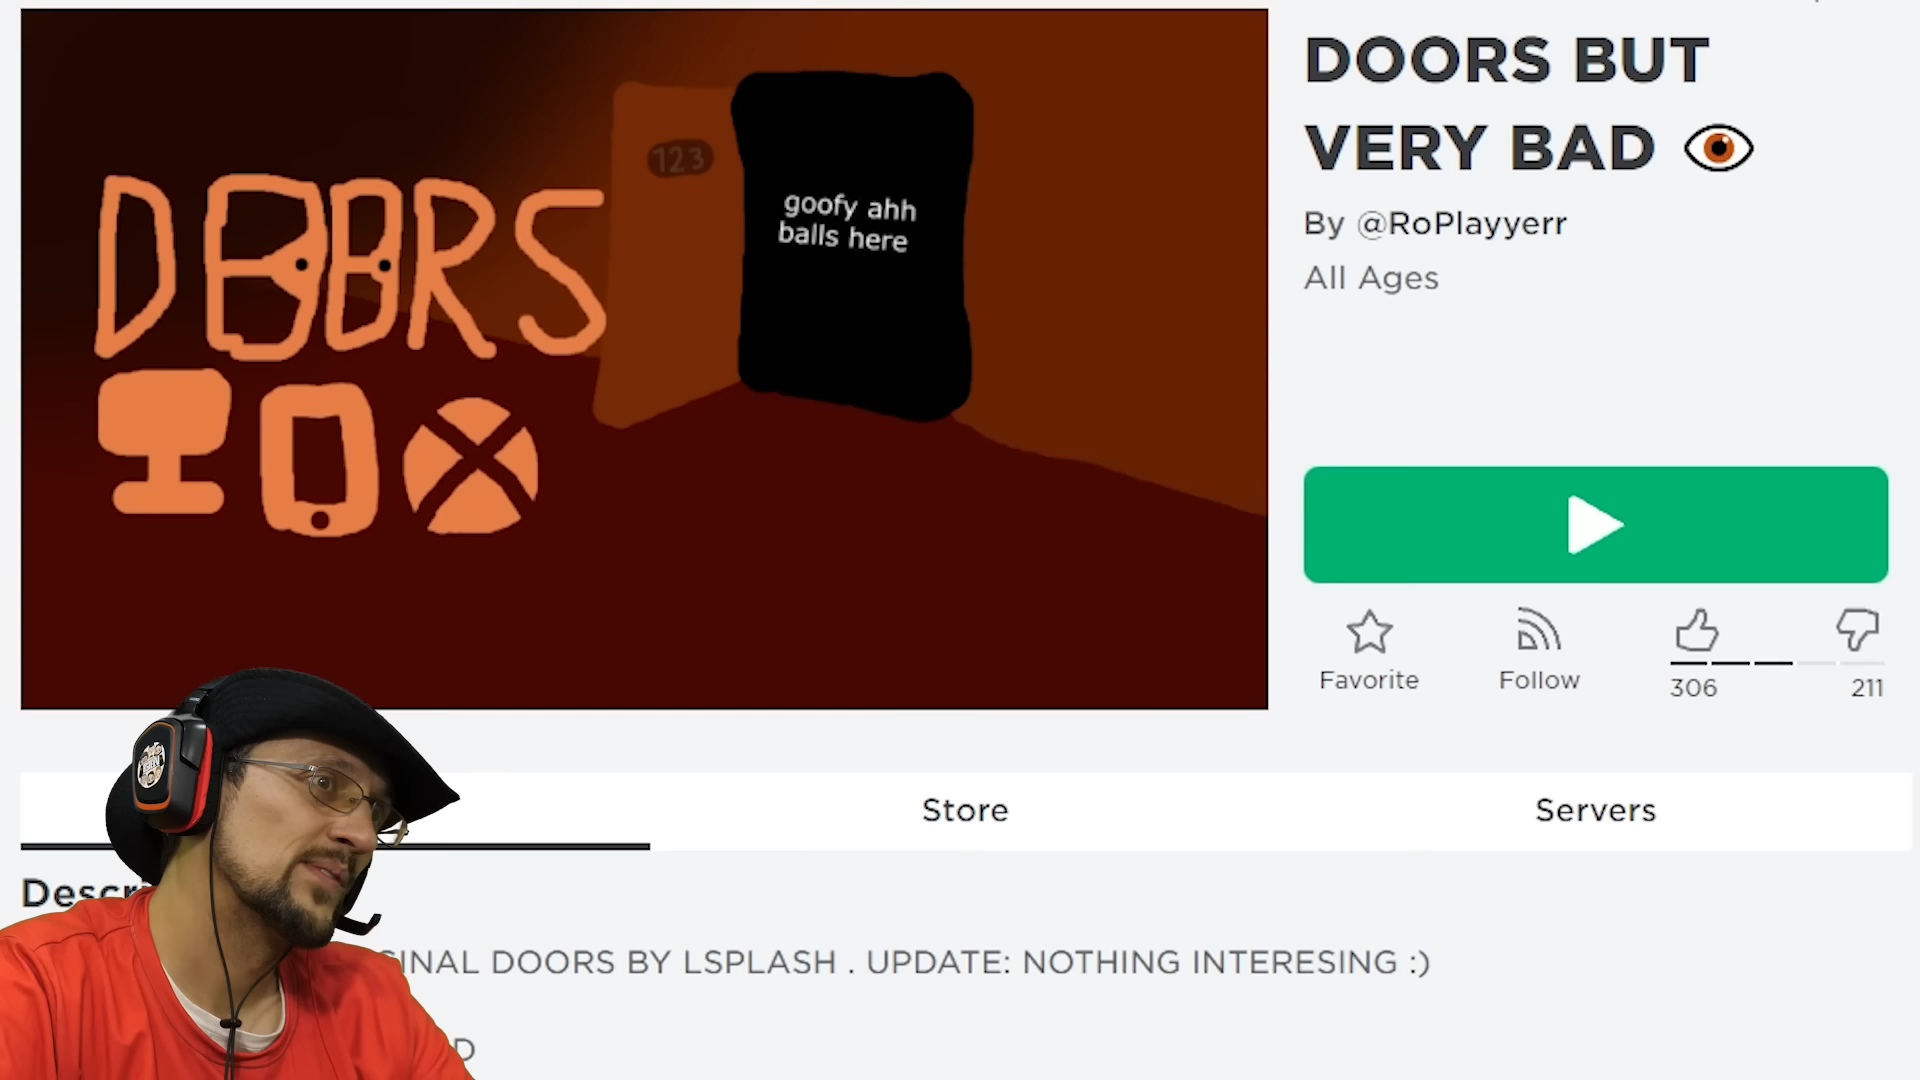 DOORS
123
goofy ahh
balls here
DOORS BUT
VERY BAD
By @RoPlayyerr
All Ages
Favorite
Follow
306
211
Store
Servers
INAL DOORS BY LSPLASH . UPDATE: NOTHING INTERESING :)